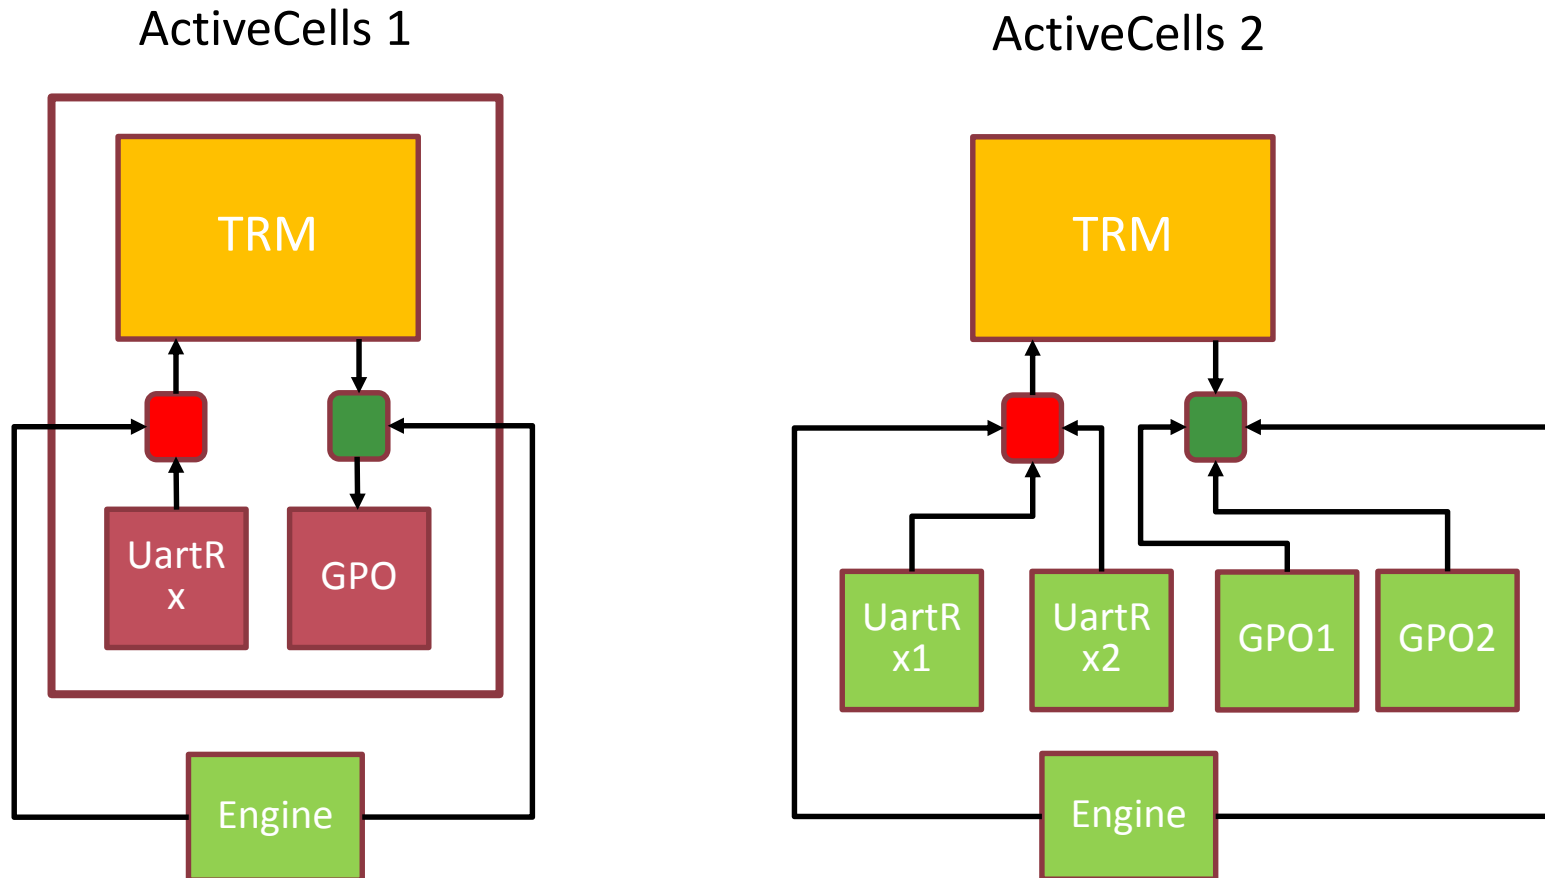 ActiveCells 1
TRM
UartR
x
GPO
Engine
ActiveCells 2
TRM
UartR
x1
UartR
x2
GPO1
GPO2
Engine